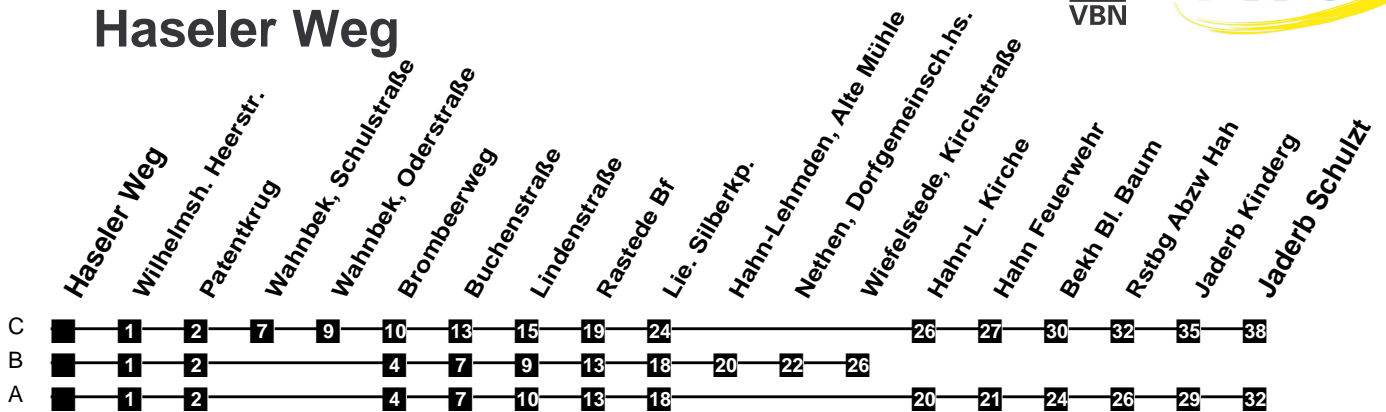 Haseler Weg
VBN
Haseler Weg
Wilhelmsh. Heerstr.
Patentkrug
Wahnbek, Schulstraße
Wahnbek, Oderstraße
Brombeerweg
Buchenstraße
Lindenstraße
Rastede Bf
Lie. Silberkp.
Hahn-Lehmden, Alte Mühle
Nethen, Dorfgemeinsch.hs.
Wiefelstede, Kirchstraße
Hahn-L. Kirche
Hahn Feuerwehr
Bekh Bl. Baum
Rstbg Abzw Hah
Jaderb Kinderg
Jaderb Schulzt
C 1 2 7 9 10 13 15 19 24 26 27 30 32 35 38
B 1 2 4 7 9 13 18 20 22 26
A 1 2 4 7 10 13 18 20 21 24 26 29 32